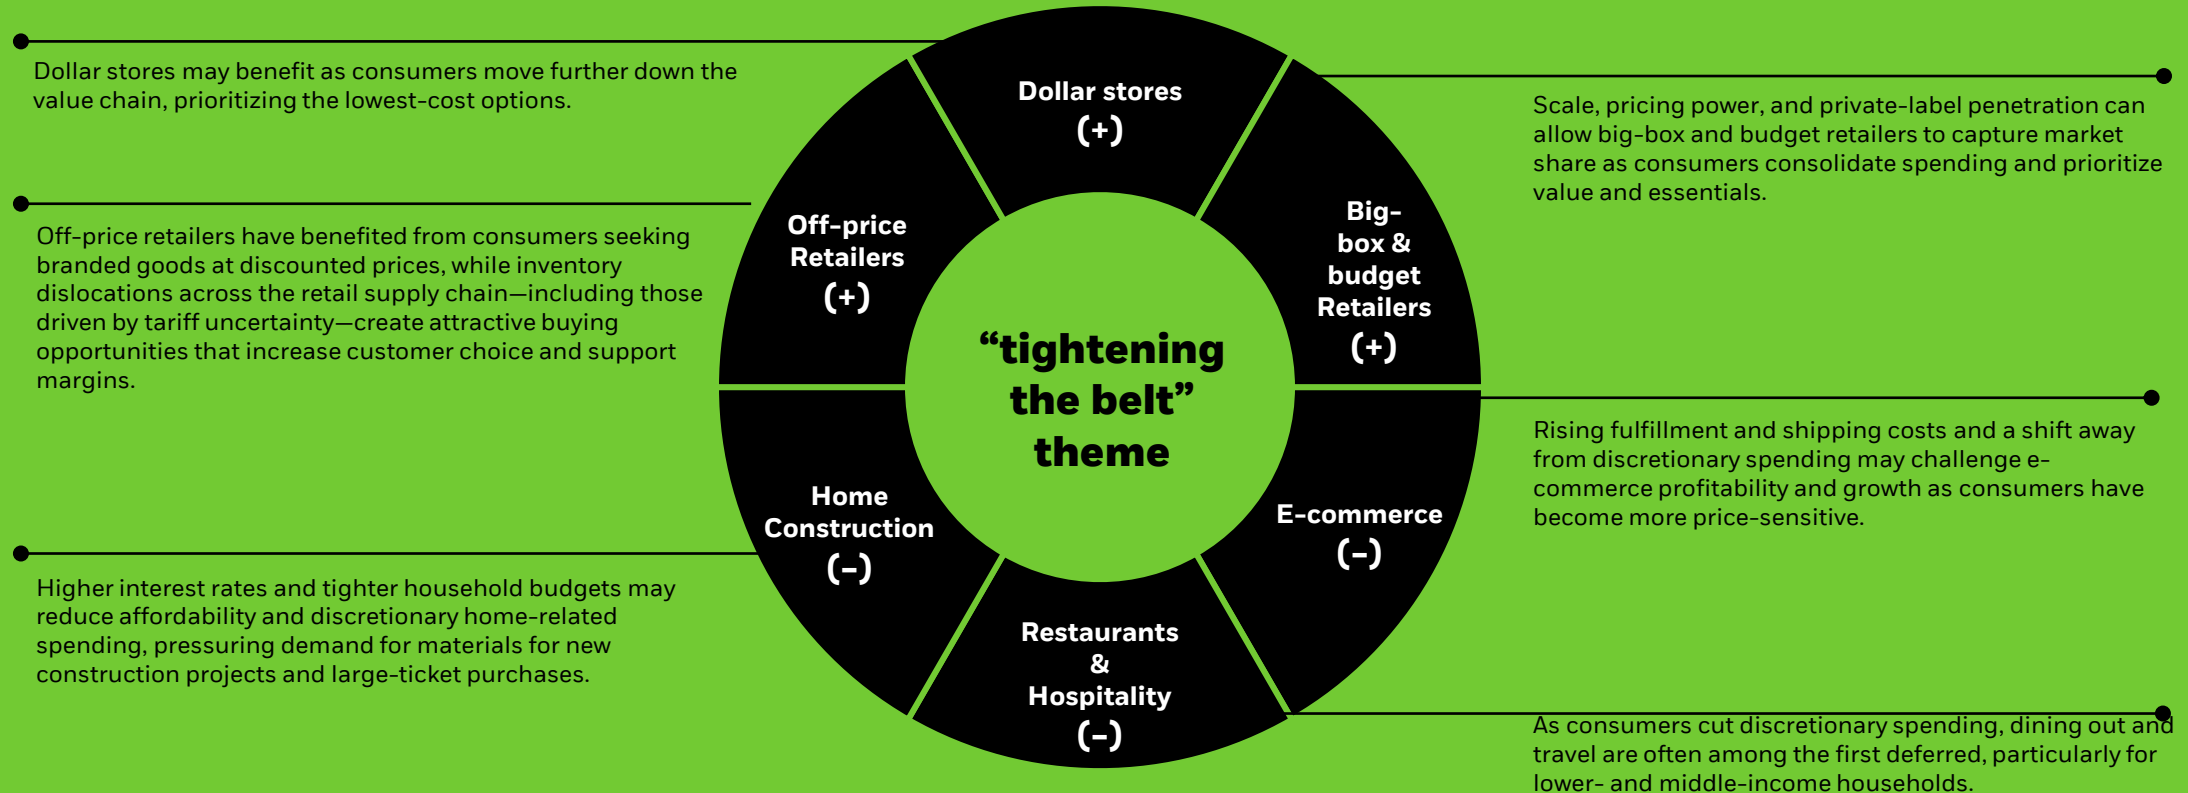 Dollar stores may benefit as consumers move further down the
value chain, prioritizing the lowest-cost options.
Off-price retailers have benefited from consumers seeking
branded goods at discounted prices, while inventory
dislocations across the retail supply chain—including those
driven by tariff uncertainty—create attractive buying
opportunities that increase customer choice and support
margins.
Higher interest rates and tighter household budgets may
reduce affordability and discretionary home-related
spending, pressuring demand for materials for new
construction projects and large-ticket purchases.
Dollar stores
(+)
Off-price
Retailers
(+)
Big-
box &
budget
Retailers
(+)
“tightening
the belt”
theme
Home
Construction
(-)
E-commerce
(-)
Restaurants
&
Hospitality
(-)
Scale, pricing power, and private-label penetration can
allow big-box and budget retailers to capture market
share as consumers consolidate spending and prioritize
value and essentials.
Rising fulfillment and shipping costs and a shift away
from discretionary spending may challenge e-
commerce profitability and growth as consumers have
become more price-sensitive.
As consumers cut discretionary spending, dining out and
travel are often among the first deferred, particularly for
lower- and middle-income households.